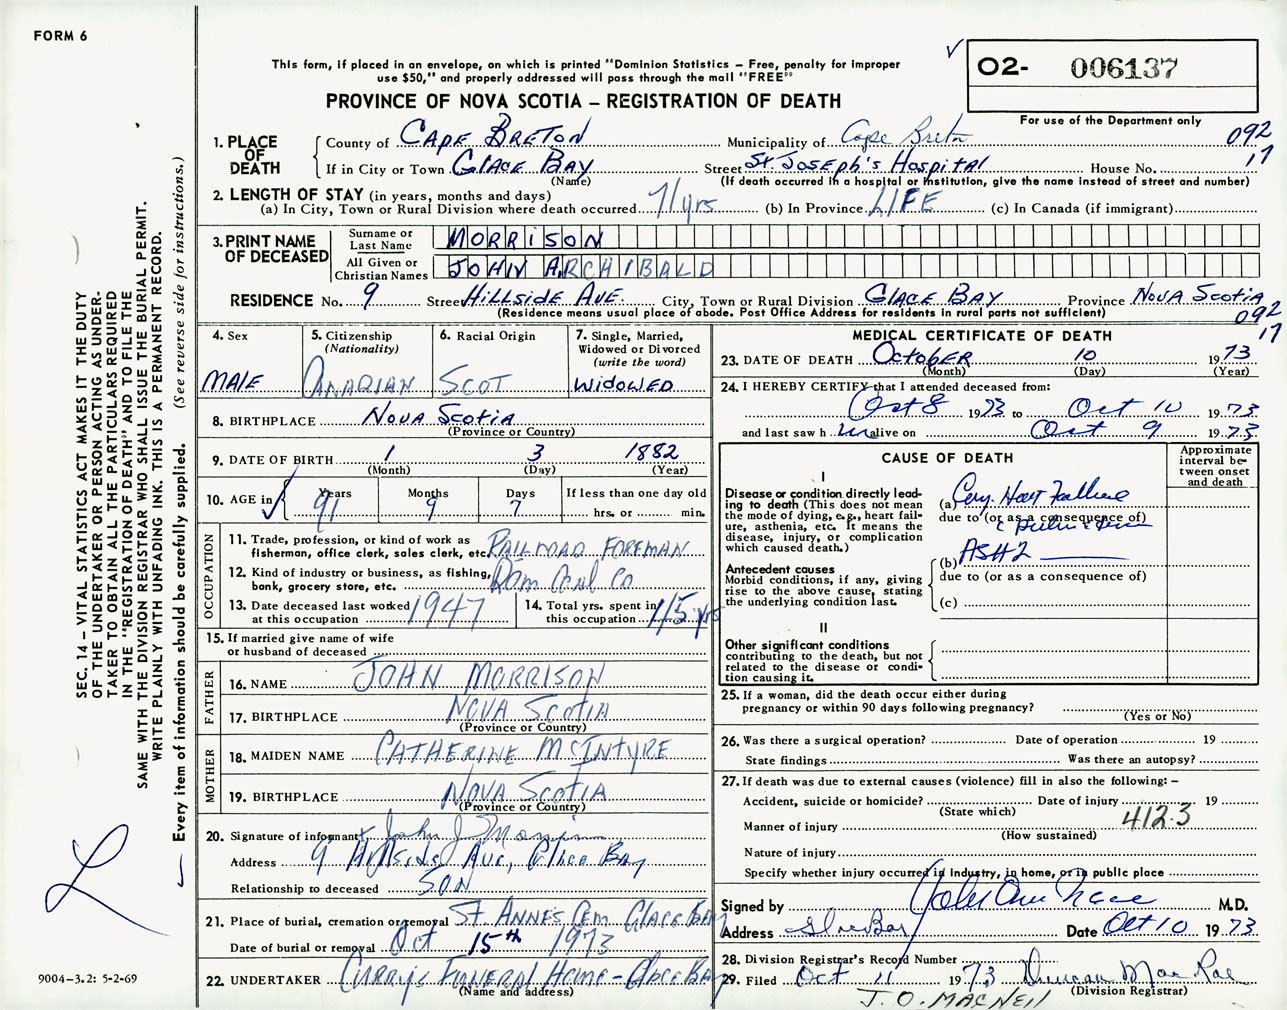 FORM 6
This form, if placed in an envelope, on which is printed "Dominion Statistics – Free, penalty for improper
use $50," and properly addressed will pass through the mail "FREE"
PROVINCE OF NOVA SCOTIA – REGISTRATION OF DEATH
O2- 006137
For use of the Department only
092
17
1. PLACE OF DEATH
County of CAPE BRETON Municipality of Cape Breton
If in City or Town GLACE BAY Street St. Joseph's Hospital House No.
(Name) (If death occurred in a hospital or institution, give the name instead of street and number)
2. LENGTH OF STAY (in years, months and days)
(a) In City, Town or Rural Division where death occurred 71 yrs (b) In Province LIFE (c) In Canada (if immigrant)
3. PRINT NAME OF DECEASED
Surname or Last Name MORRISON
All Given or Christian Names JOHN ARCHIBALD
RESIDENCE No. 9 Street Hillside Ave. City, Town or Rural Division GLACE BAY Province NOVA Scotia
(Residence means usual place of abode. Post Office Address for residents in rural parts not sufficient)
092
17
4. Sex MALE
5. Citizenship (Nationality) CANADIAN
6. Racial Origin SCOT
7. Single, Married, Widowed or Divorced (write the word) WIDOWED
8. BIRTHPLACE NOVA SCOTIA
(Province or Country)
9. DATE OF BIRTH 1 3 1882
(Month) (Day) (Year)
10. AGE in Years 91 Months 9 Days 7 If less than one day old
hrs. or min.
OCCUPATION
11. Trade, profession, or kind of work as
fisherman, office clerk, sales clerk, etc. RAILROAD FOREMAN
12. Kind of industry or business, as fishing,
bank, grocery store, etc. Dom Coal Co
13. Date deceased last worked
at this occupation 1947
14. Total yrs. spent in
this occupation 45 yrs
15. If married give name of wife
or husband of deceased
FATHER
16. NAME JOHN MORRISON
17. BIRTHPLACE NOVA SCOTIA
(Province or Country)
MOTHER
18. MAIDEN NAME CATHERINE McINTYRE
19. BIRTHPLACE NOVA SCOTIA
(Province or Country)
20. Signature of informant John J Morrison
Address 9 Hillside Ave, Glace Bay
Relationship to deceased SON
21. Place of burial, cremation or removal ST. ANNE'S CEM. GLACE BAY
Date of burial or removal Oct 15th 1973
22. UNDERTAKER CURRY'S FUNERAL HOME – GLACE BAY
(Name and address)
MEDICAL CERTIFICATE OF DEATH
23. DATE OF DEATH OctobER 10 1973
(Month) (Day) (Year)
24. I HEREBY CERTIFY that I attended deceased from:
Oct 8 1973 to Oct 10 1973
and last saw h im alive on Oct 9 1973
CAUSE OF DEATH
Approximate interval between onset and death
I
Disease or condition directly leading to death (This does not mean
the mode of dying, e.g., heart failure, asthenia, etc. It means the
disease, injury, or complication
which caused death.)
(a) Cong. Heart Failure
due to (or as a consequence of)
(b) ASH2
due to (or as a consequence of)
(c)
Antecedent causes
Morbid conditions, if any, giving
rise to the above cause, stating
the underlying condition last.
II
Other significant conditions
contributing to the death, but not
related to the disease or condition causing it.
25. If a woman, did the death occur either during
pregnancy or within 90 days following pregnancy?
(Yes or No)
26. Was there a surgical operation? Date of operation 19
State findings Was there an autopsy?
27. If death was due to external causes (violence) fill in also the following: –
Accident, suicide or homicide? Date of injury 19
(State which)
Manner of injury 412.3
(How sustained)
Nature of injury
Specify whether injury occurred in industry, in home, or in public place
Signed by M.D.
Address Glace Bay Date Oct 10 1973
28. Division Registrar's Record Number
29. Filed Oct 11 1973 Duncan MacRae
(Division Registrar)
J. O. MACNEIL
SEC. 14 – VITAL STATISTICS ACT MAKES IT THE DUTY
OF THE UNDERTAKER OR PERSON ACTING AS UNDER-
TAKER TO OBTAIN ALL THE PARTICULARS REQUIRED
IN THE "REGISTRATION OF DEATH" AND TO FILE THE
SAME WITH THE DIVISION REGISTRAR WHO SHALL ISSUE THE BURIAL PERMIT.
WRITE PLAINLY WITH UNFADING INK. THIS IS A PERMANENT RECORD.
Every item of information should be carefully supplied. (See reverse side for instructions.)
9004–3.2: 5-2-69